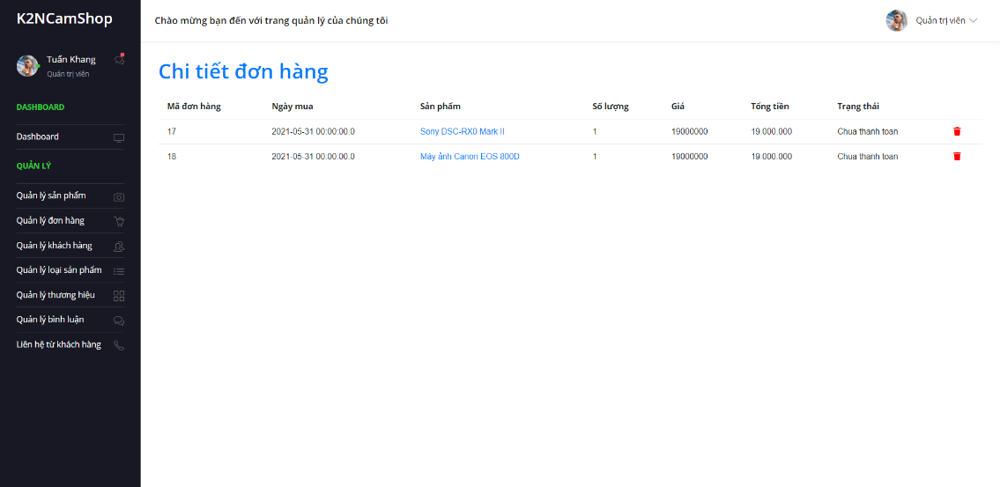 K2NCamShop
Chào mừng bạn đến với trang quản lý của chúng tôi
Quản trị viên
Tuấn Khang
Quản trị viên
DASHBOARD
Dashboard
QUẢN LÝ
Quản lý sản phẩm
Quản lý đơn hàng
Quản lý khách hàng
Quản lý loại sản phẩm
Quản lý thương hiệu
Quản lý bình luận
Liên hệ từ khách hàng
Chi tiết đơn hàng
Mã đơn hàng Ngày mua Sản phẩm Số lượng Giá Tổng tiền Trạng thái
17 2021-05-31 00:00:00.0 Sony DSC-RX0 Mark II 1 19000000 19.000.000 Chua thanh toan
18 2021-05-31 00:00:00.0 Máy ảnh Canon EOS 800D 1 19000000 19.000.000 Chua thanh toan